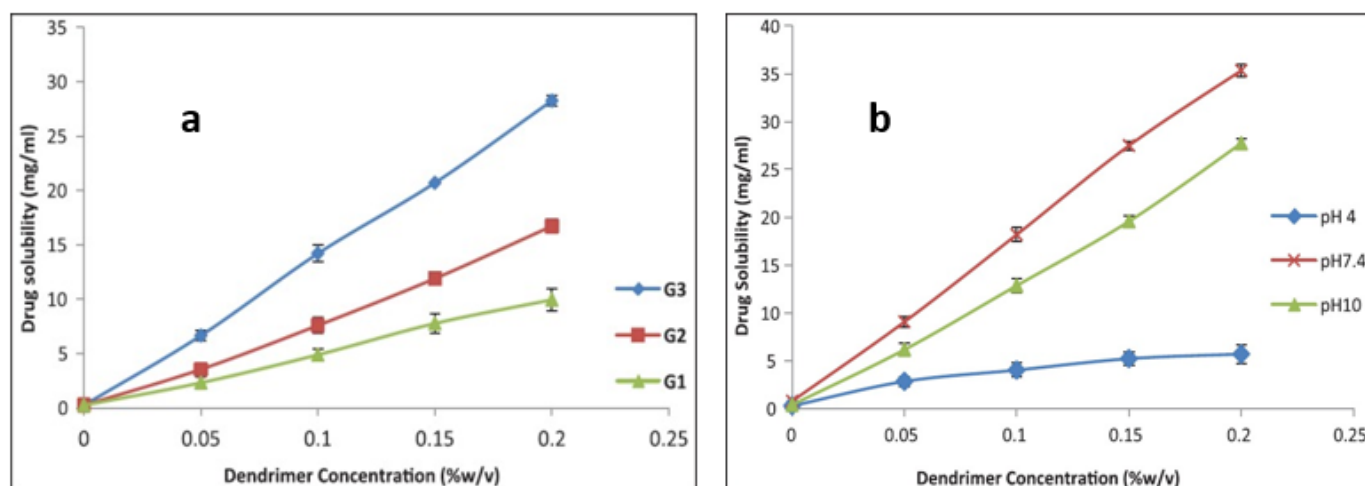 a
Drug solubility (mg/ml)
35
30
25
20
15
10
5
0
0 0.05 0.1 0.15 0.2 0.25
Dendrimer Concentration (%w/v)
G3
G2
G1
b
Drug Solubility (mg/ml)
40
35
30
25
20
15
10
5
0
0 0.05 0.1 0.15 0.2 0.25
Dendrimer Concentration (%w/v)
pH 4
pH7.4
pH10